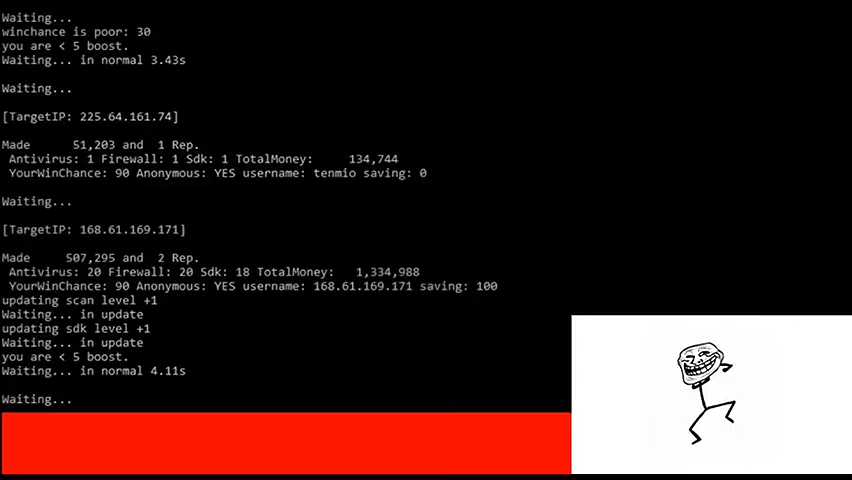 Waiting...
winchance is poor: 30
you are < 5 boost.
Waiting... in normal 3.43s
Waiting...
[TargetIP: 225.64.161.74]
Made 51,203 and 1 Rep.
Antivirus: 1 Firewall: 1 Sdk: 1 TotalMoney: 134,744
YourWinChance: 90 Anonymous: YES username: tenmio saving: 0
Waiting...
[TargetIP: 168.61.169.171]
Made 507,295 and 2 Rep.
Antivirus: 20 Firewall: 20 Sdk: 18 TotalMoney: 1,334,988
YourWinChance: 90 Anonymous: YES username: 168.61.169.171 saving: 100
updating scan level +1
Waiting... in update
updating sdk level +1
Waiting... in update
you are < 5 boost.
Waiting... in normal 4.11s
Waiting...